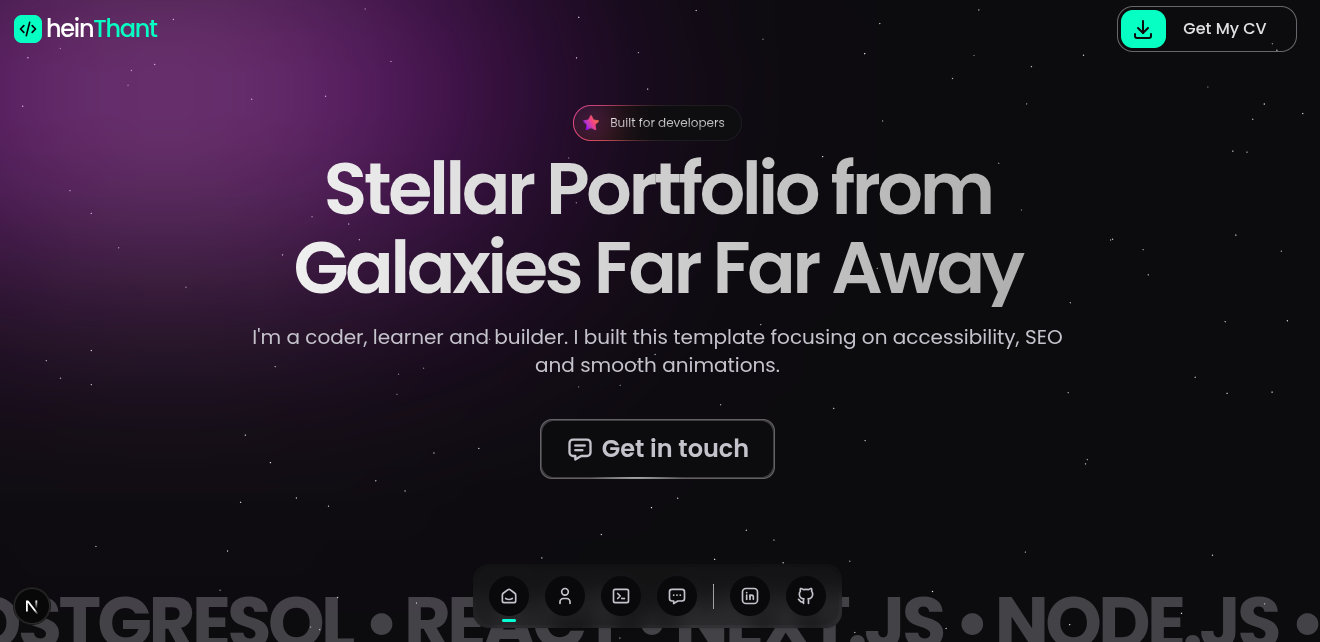 heinThant
Get My CV
Built for developers
Stellar Portfolio from
Galaxies Far Far Away
I'm a coder, learner and builder. I built this template focusing on accessibility, SEO
and smooth animations.
Get in touch
in
N
OSTGRESQL • REACT • NEXT.JS • NODE.JS •